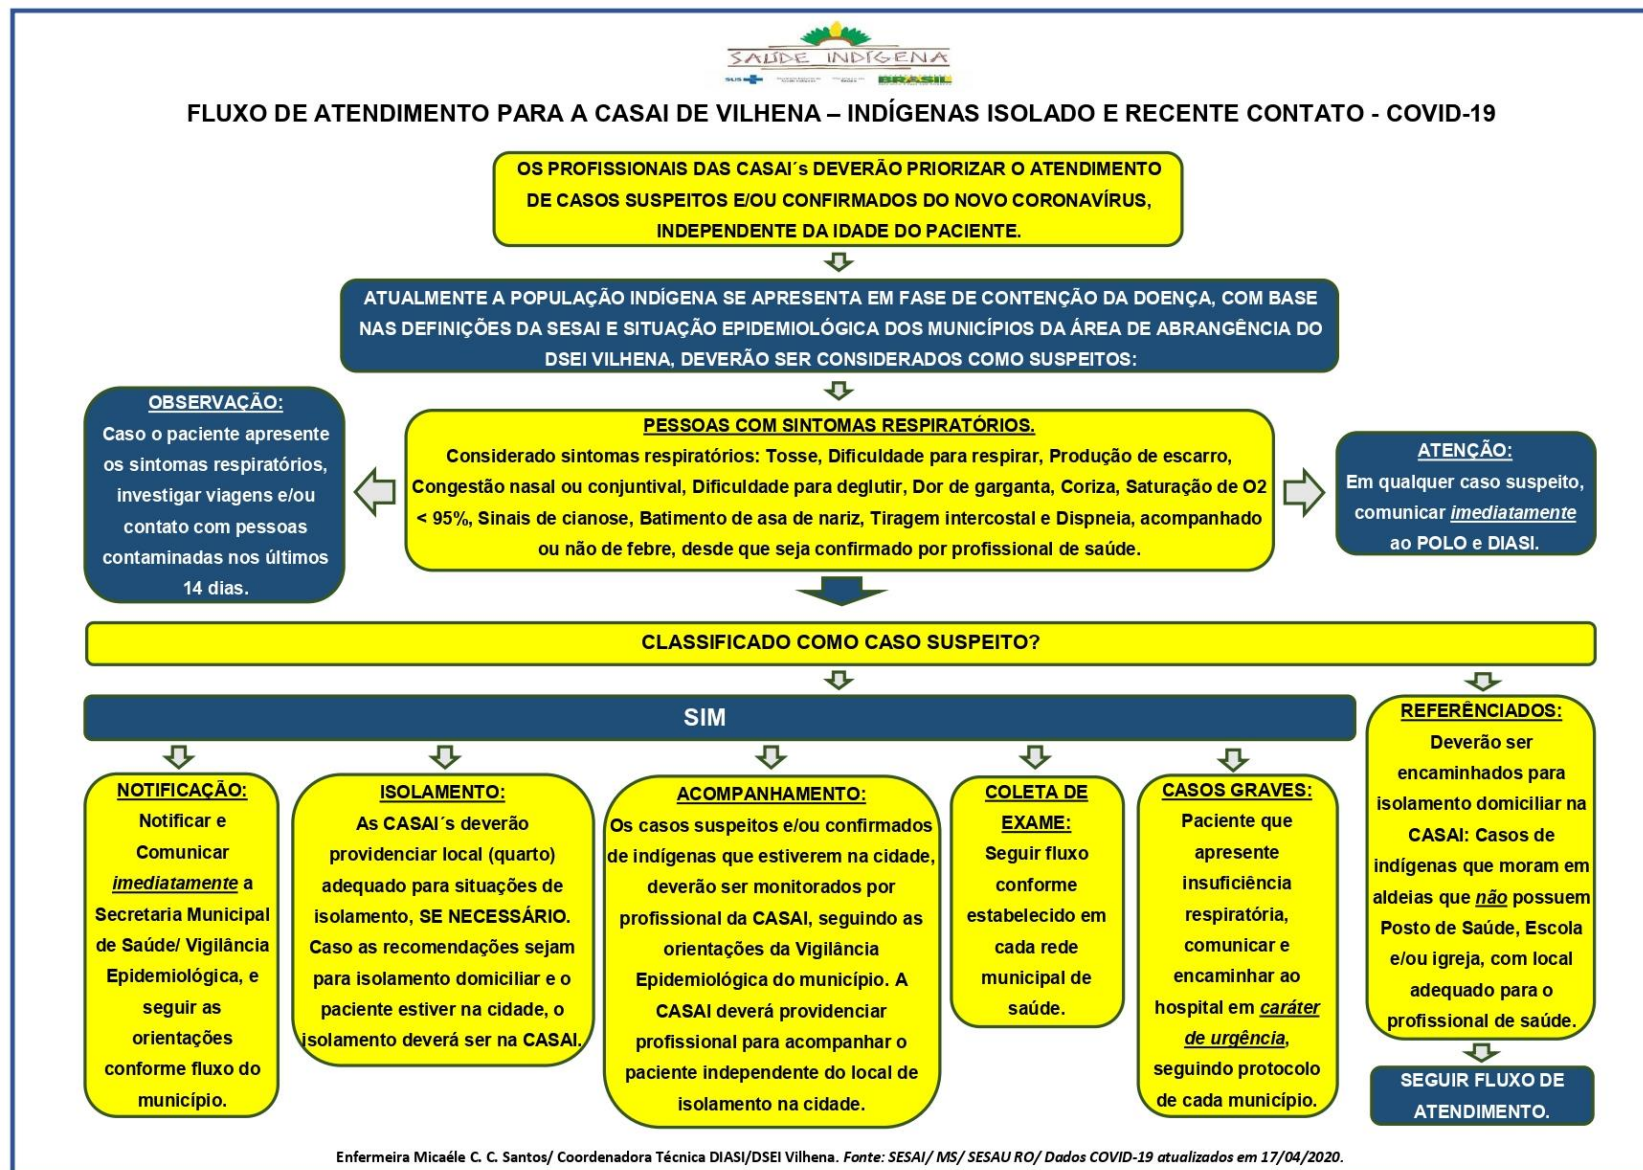 SAÚDE INDÍGENA
SUS
BRASIL
FLUXO DE ATENDIMENTO PARA A CASAI DE VILHENA – INDÍGENAS ISOLADO E RECENTE CONTATO - COVID-19
OS PROFISSIONAIS DAS CASAI´s DEVERÃO PRIORIZAR O ATENDIMENTO
DE CASOS SUSPEITOS E/OU CONFIRMADOS DO NOVO CORONAVÍRUS,
INDEPENDENTE DA IDADE DO PACIENTE.
ATUALMENTE A POPULAÇÃO INDÍGENA SE APRESENTA EM FASE DE CONTENÇÃO DA DOENÇA, COM BASE
NAS DEFINIÇÕES DA SESAI E SITUAÇÃO EPIDEMIOLÓGICA DOS MUNICÍPIOS DA ÁREA DE ABRANGÊNCIA DO
DSEI VILHENA, DEVERÃO SER CONSIDERADOS COMO SUSPEITOS:
OBSERVAÇÃO:
Caso o paciente apresente
os sintomas respiratórios,
investigar viagens e/ou
contato com pessoas
contaminadas nos últimos
14 dias.
PESSOAS COM SINTOMAS RESPIRATÓRIOS.
Considerado sintomas respiratórios: Tosse, Dificuldade para respirar, Produção de escarro,
Congestão nasal ou conjuntival, Dificuldade para deglutir, Dor de garganta, Coriza, Saturação de O2
< 95%, Sinais de cianose, Batimento de asa de nariz, Tiragem intercostal e Dispneia, acompanhado
ou não de febre, desde que seja confirmado por profissional de saúde.
ATENÇÃO:
Em qualquer caso suspeito,
comunicar imediatamente
ao POLO e DIASI.
CLASSIFICADO COMO CASO SUSPEITO?
SIM
NOTIFICAÇÃO:
Notificar e
Comunicar
imediatamente a
Secretaria Municipal
de Saúde/ Vigilância
Epidemiológica, e
seguir as
orientações
conforme fluxo do
município.
ISOLAMENTO:
As CASAI´s deverão
providenciar local (quarto)
adequado para situações de
isolamento, SE NECESSÁRIO.
Caso as recomendações sejam
para isolamento domiciliar e o
paciente estiver na cidade, o
isolamento deverá ser na CASAI.
ACOMPANHAMENTO:
Os casos suspeitos e/ou confirmados
de indígenas que estiverem na cidade,
deverão ser monitorados por
profissional da CASAI, seguindo as
orientações da Vigilância
Epidemiológica do município. A
CASAI deverá providenciar
profissional para acompanhar o
paciente independente do local de
isolamento na cidade.
COLETA DE
EXAME:
Seguir fluxo
conforme
estabelecido em
cada rede
municipal de
saúde.
CASOS GRAVES:
Paciente que
apresente
insuficiência
respiratória,
comunicar e
encaminhar ao
hospital em caráter
de urgência,
seguindo protocolo
de cada município.
REFERÊNCIADOS:
Deverão ser
encaminhados para
isolamento domiciliar na
CASAI: Casos de
indígenas que moram em
aldeias que não possuem
Posto de Saúde, Escola
e/ou igreja, com local
adequado para o
profissional de saúde.
SEGUIR FLUXO DE
ATENDIMENTO.
Enfermeira Micaéle C. C. Santos/ Coordenadora Técnica DIASI/DSEI Vilhena. Fonte: SESAI/ MS/ SESAU RO/ Dados COVID-19 atualizados em 17/04/2020.